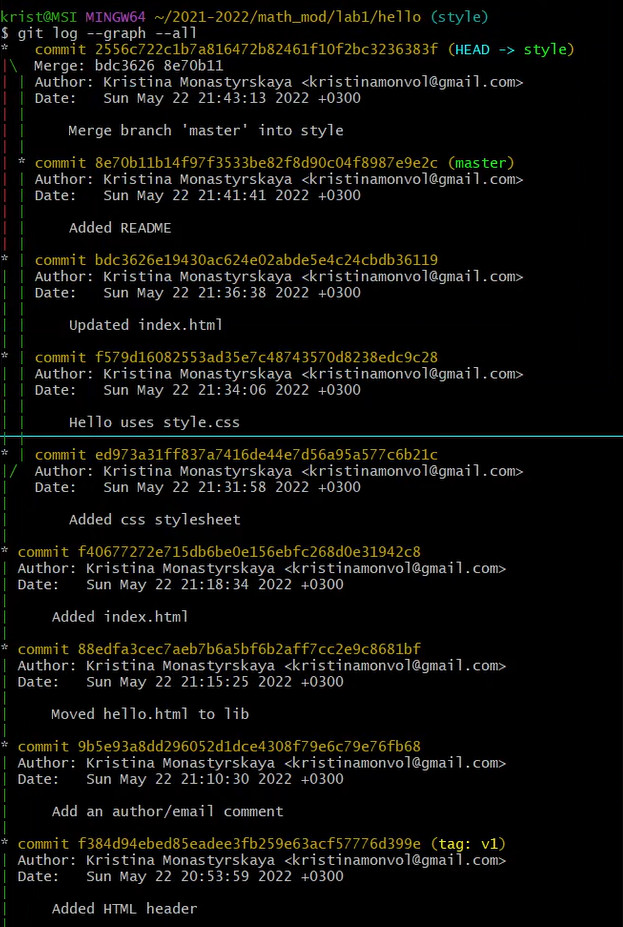 krist@MSI MINGW64 ~/2021-2022/math_mod/lab1/hello (style)
$ git log --graph --all
*   commit 2556c722c1b7a816472b82461f10f2bc3236383f (HEAD -> style)
|\  Merge: bdc3626 8e70b11
| | Author: Kristina Monastyrskaya <kristinamonvol@gmail.com>
| | Date:   Sun May 22 21:43:13 2022 +0300
| |
| |     Merge branch 'master' into style
| |
| * commit 8e70b11b14f97f3533be82f8d90c04f8987e9e2c (master)
| | Author: Kristina Monastyrskaya <kristinamonvol@gmail.com>
| | Date:   Sun May 22 21:41:41 2022 +0300
| |
| |     Added README
| |
* | commit bdc3626e19430ac624e02abde5e4c24cbdb36119
| | Author: Kristina Monastyrskaya <kristinamonvol@gmail.com>
| | Date:   Sun May 22 21:36:38 2022 +0300
| |
| |     Updated index.html
| |
* | commit f579d16082553ad35e7c48743570d8238edc9c28
| | Author: Kristina Monastyrskaya <kristinamonvol@gmail.com>
| | Date:   Sun May 22 21:34:06 2022 +0300
| |
| |     Hello uses style.css
| |
* | commit ed973a31ff837a7416de44e7d56a95a577c6b21c
|/  Author: Kristina Monastyrskaya <kristinamonvol@gmail.com>
|   Date:   Sun May 22 21:31:58 2022 +0300
|
|       Added css stylesheet
|
* commit f40677272e715db6be0e156ebfc268d0e31942c8
| Author: Kristina Monastyrskaya <kristinamonvol@gmail.com>
| Date:   Sun May 22 21:18:34 2022 +0300
|
|     Added index.html
|
* commit 88edfa3cec7aeb7b6a5bf6b2aff7cc2e9c8681bf
| Author: Kristina Monastyrskaya <kristinamonvol@gmail.com>
| Date:   Sun May 22 21:15:25 2022 +0300
|
|     Moved hello.html to lib
|
* commit 9b5e93a8dd296052d1dce4308f79e6c79e76fb68
| Author: Kristina Monastyrskaya <kristinamonvol@gmail.com>
| Date:   Sun May 22 21:10:30 2022 +0300
|
|     Add an author/email comment
|
* commit f384d94ebed85eadee3fb259e63acf57776d399e (tag: v1)
| Author: Kristina Monastyrskaya <kristinamonvol@gmail.com>
| Date:   Sun May 22 20:53:59 2022 +0300
|
|     Added HTML header
|